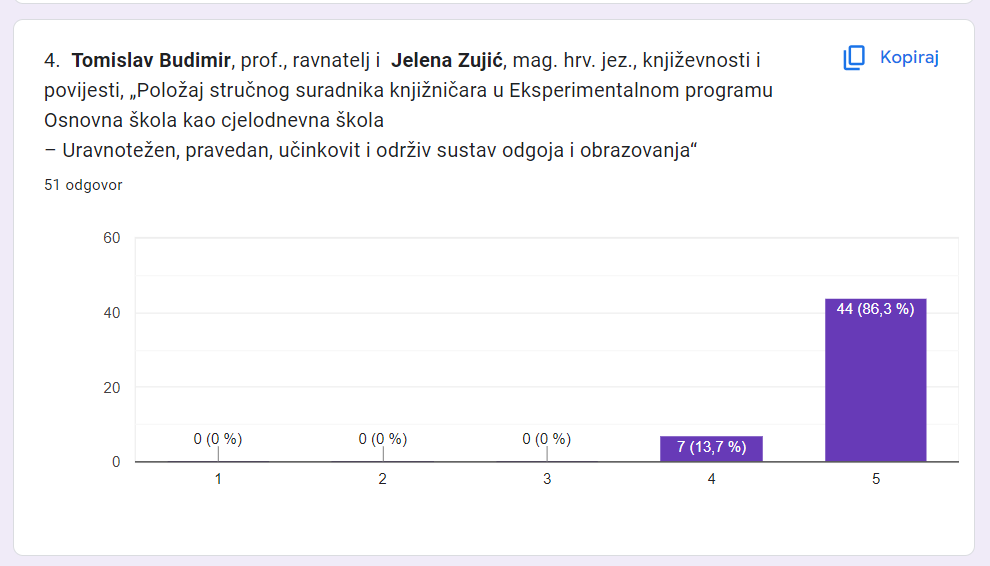 4. Tomislav Budimir, prof., ravnatelj i Jelena Zujić, mag. hrv. jez., književnosti i
povijesti, „Položaj stručnog suradnika knjižničara u Eksperimentalnom programu
Osnovna škola kao cjelodnevna škola
– Uravnotežen, pravedan, učinkovit i održiv sustav odgoja i obrazovanja“
Kopiraj
51 odgovor
60
40
20
0
0 (0 %)
0 (0 %)
0 (0 %)
7 (13,7 %)
44 (86,3 %)
1
2
3
4
5